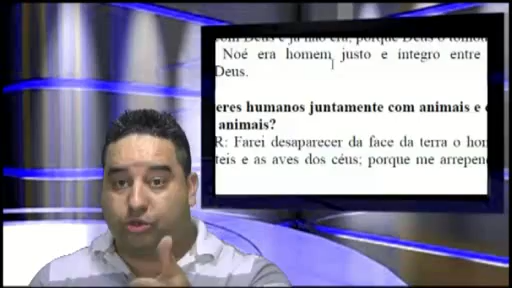 com Deus e já não era, porque Deus o tomou
Noé era homem justo e íntegro entre
Deus.
eres humanos juntamente com animais e
animais?
R: Farei desaparecer da face da terra o hom
teis e as aves dos céus; porque me arrepend